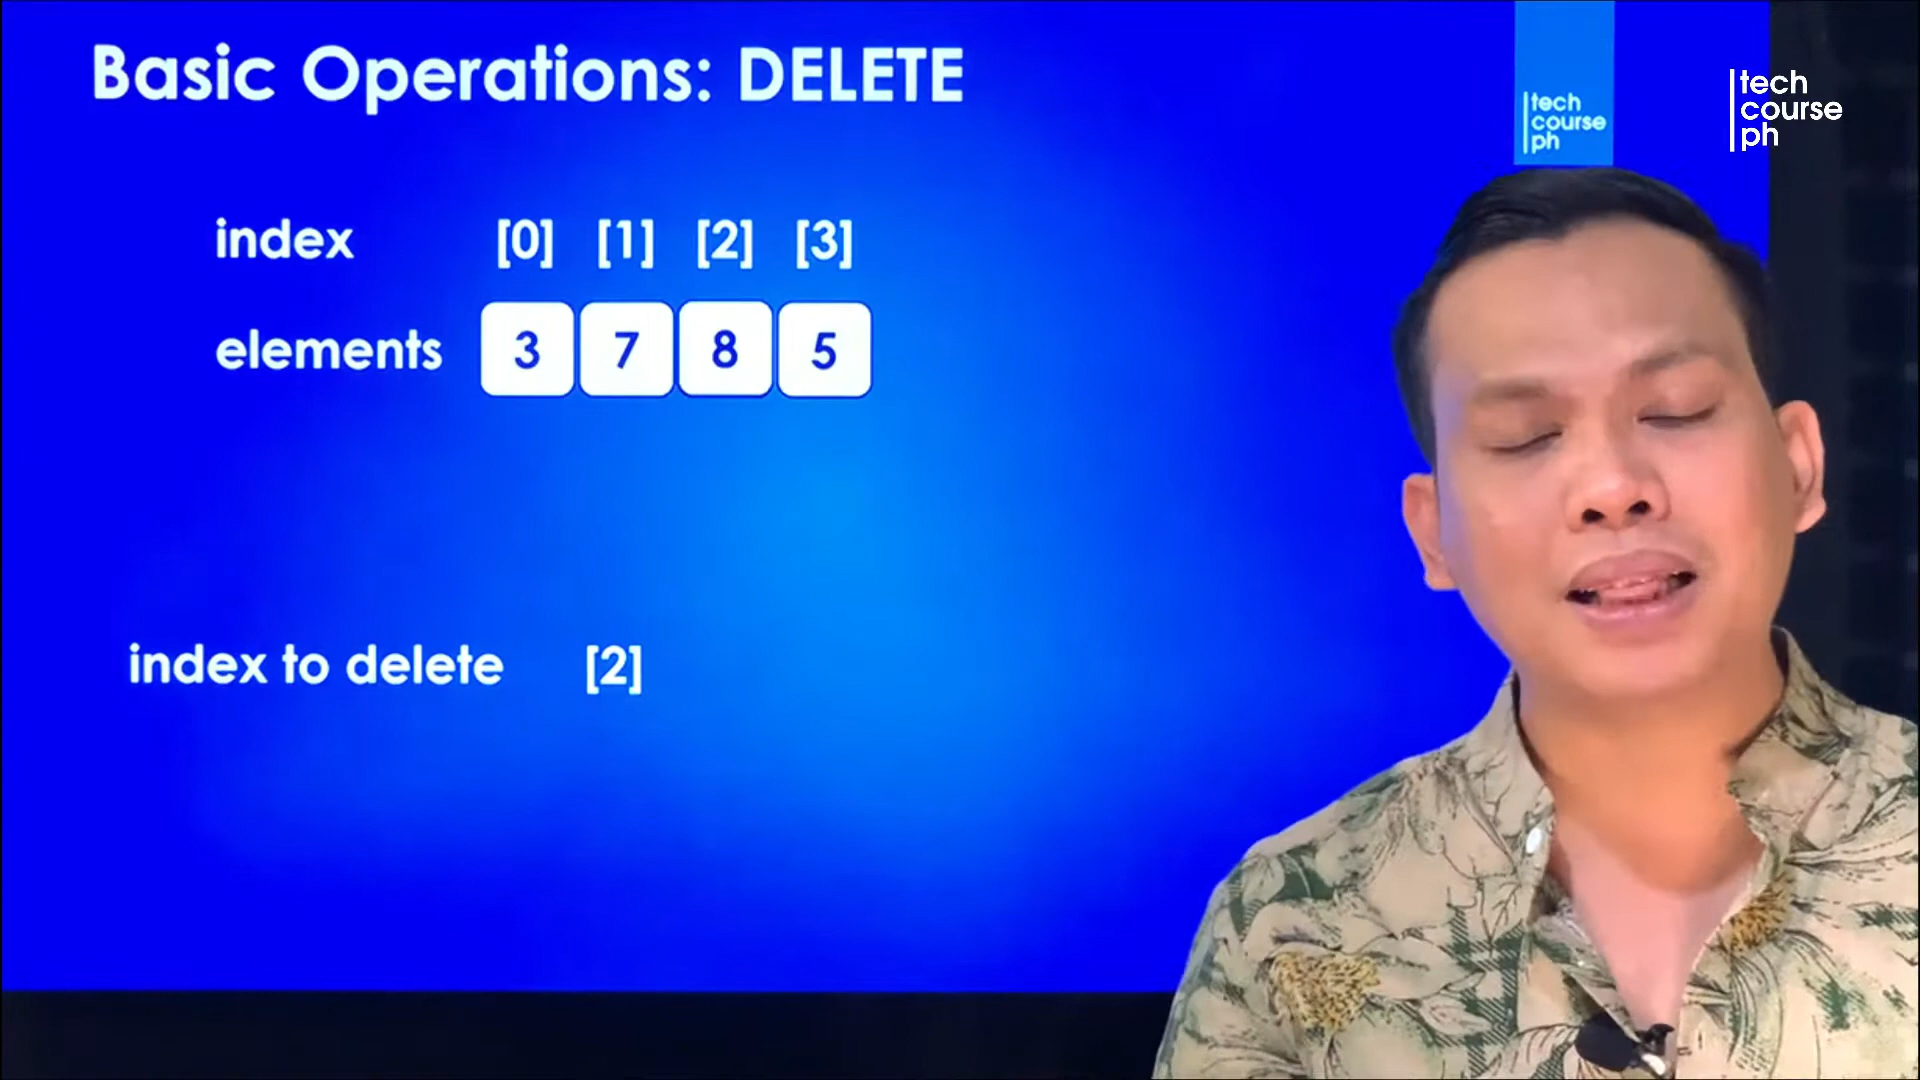 Basic Operations: DELETE
tech
course
ph
tech
course
ph
index [0] [1] [2] [3]
elements 3 7 8 5
index to delete [2]